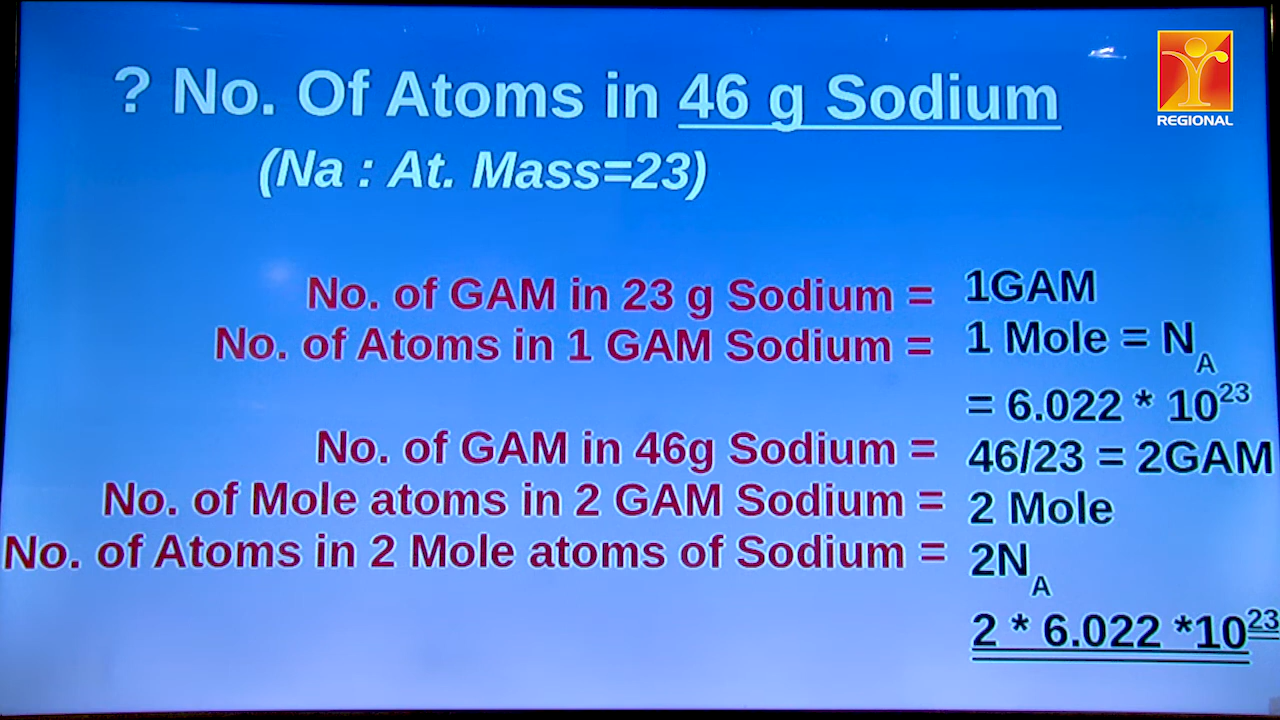 ? No. Of Atoms in 46 g Sodium
(Na : At. Mass=23)
REGIONAL
No. of GAM in 23 g Sodium = 1GAM
No. of Atoms in 1 GAM Sodium = 1 Mole = N_A
= 6.022 * 10^23
No. of GAM in 46g Sodium = 46/23 = 2GAM
No. of Mole atoms in 2 GAM Sodium = 2 Mole
No. of Atoms in 2 Mole atoms of Sodium = 2N_A
2 * 6.022 *10^23